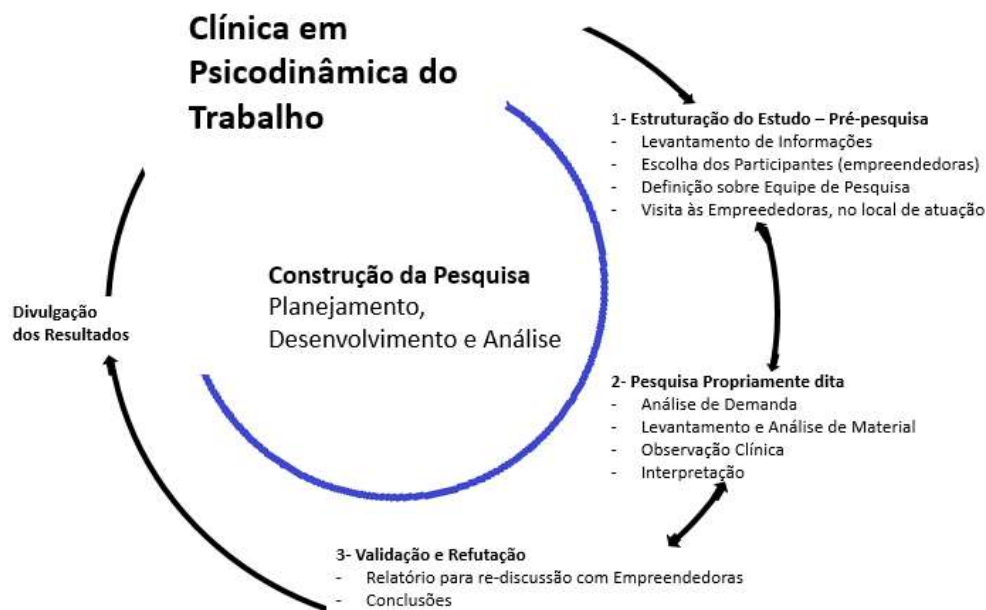 Clínica em
Psicodinâmica do
Trabalho
1- Estruturação do Estudo – Pré-pesquisa
- Levantamento de Informações
- Escolha dos Participantes (empreendedoras)
- Definição sobre Equipe de Pesquisa
- Visita às Empreededoras, no local de atuação
Construção da Pesquisa
Planejamento,
Desenvolvimento e Análise
Divulgação
dos Resultados
2- Pesquisa Propriamente dita
- Análise de Demanda
- Levantamento e Análise de Material
- Observação Clínica
- Interpretação
3- Validação e Refutação
- Relatório para re-discussão com Empreendedoras
- Conclusões